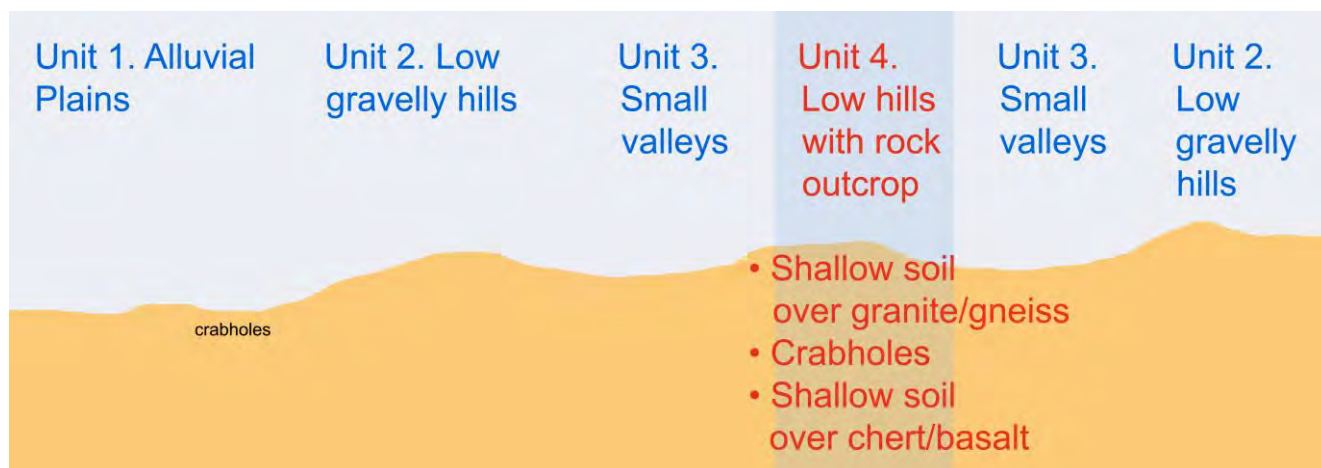 Unit 1. Alluvial
Plains
Unit 2. Low
gravelly hills
Unit 3.
Small
valleys
Unit 4.
Low hills
with rock
outcrop
Unit 3.
Small
valleys
Unit 2.
Low
gravelly
hills
crabholes
• Shallow soil
over granite/gneiss
• Crabholes
• Shallow soil
over chert/basalt